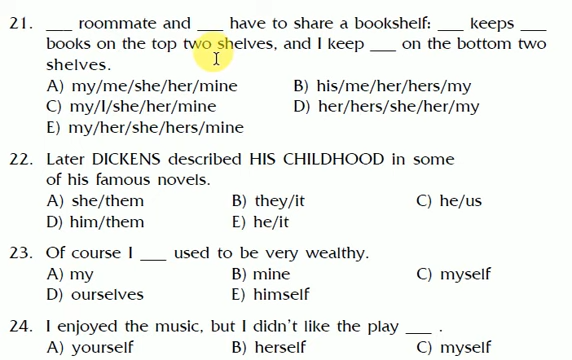 21. ___ roommate and ___ have to share a bookshelf: ___ keeps ___
books on the top two shelves, and I keep ___ on the bottom two
shelves.
A) my/me/she/her/mine B) his/me/her/hers/my
C) my/I/she/her/mine D) her/hers/she/her/my
E) my/her/she/hers/mine
22. Later DICKENS described HIS CHILDHOOD in some
of his famous novels.
A) she/them B) they/it C) he/us
D) him/them E) he/it
23. Of course I ___ used to be very wealthy.
A) my B) mine C) myself
D) ourselves E) himself
24. I enjoyed the music, but I didn't like the play ___ .
A) yourself B) herself C) myself